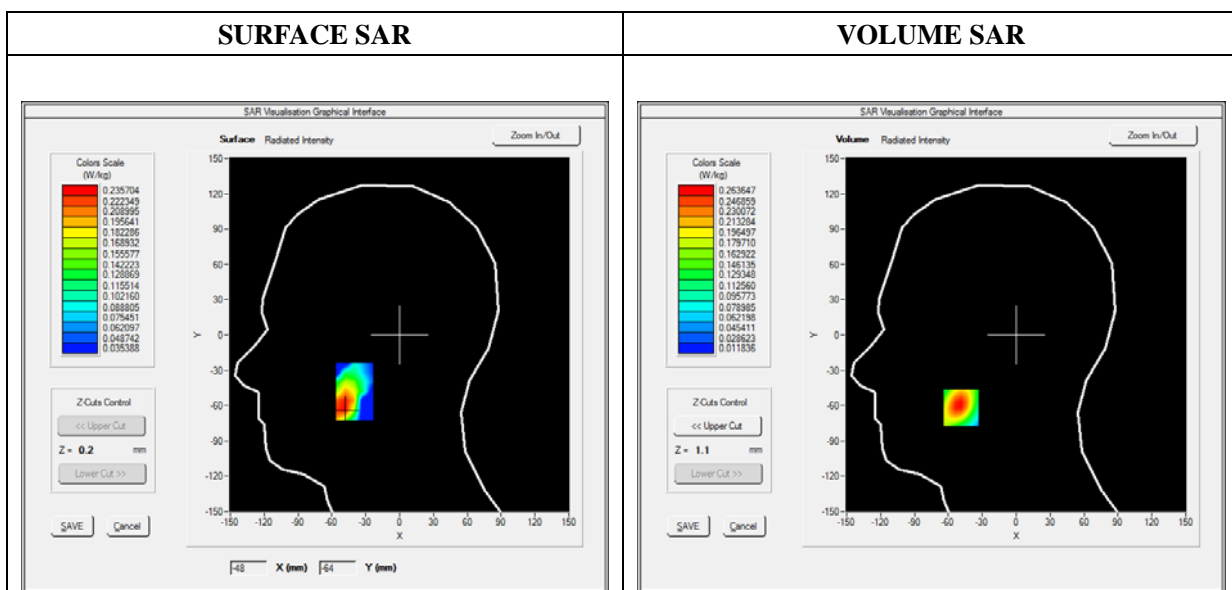 SURFACE SAR
VOLUME SAR
SAR Visualisation Graphical Interface
Surface Radiated Intensity
Zoom In/Out
Colors Scale
(W/kg)
0.235704
0.222349
0.208995
0.195641
0.182286
0.168932
0.155577
0.142223
0.128869
0.115514
0.102160
0.088805
0.075451
0.062097
0.048742
0.035388
150
120
90
60
30
0
-30
-60
-90
-120
-150
Y
-150 -120 -90 -60 -30 0 30 60 90 120 150
X
Z-Cuts Control
<< Upper Cut
Z = 0.2 mm
Lower Cut >>
SAVE Cancel
-48 X (mm) -64 Y (mm)
SAR Visualisation Graphical Interface
Volume Radiated Intensity
Zoom In/Out
Colors Scale
(W/kg)
0.263647
0.246859
0.230072
0.213284
0.196497
0.179710
0.162922
0.146135
0.129348
0.112560
0.095773
0.078985
0.062198
0.045411
0.028623
0.011836
150
120
90
60
30
0
-30
-60
-90
-120
-150
Y
-150 -120 -90 -60 -30 0 30 60 90 120 150
X
Z-Cuts Control
<< Upper Cut
Z = 1.1 mm
Lower Cut >>
SAVE Cancel